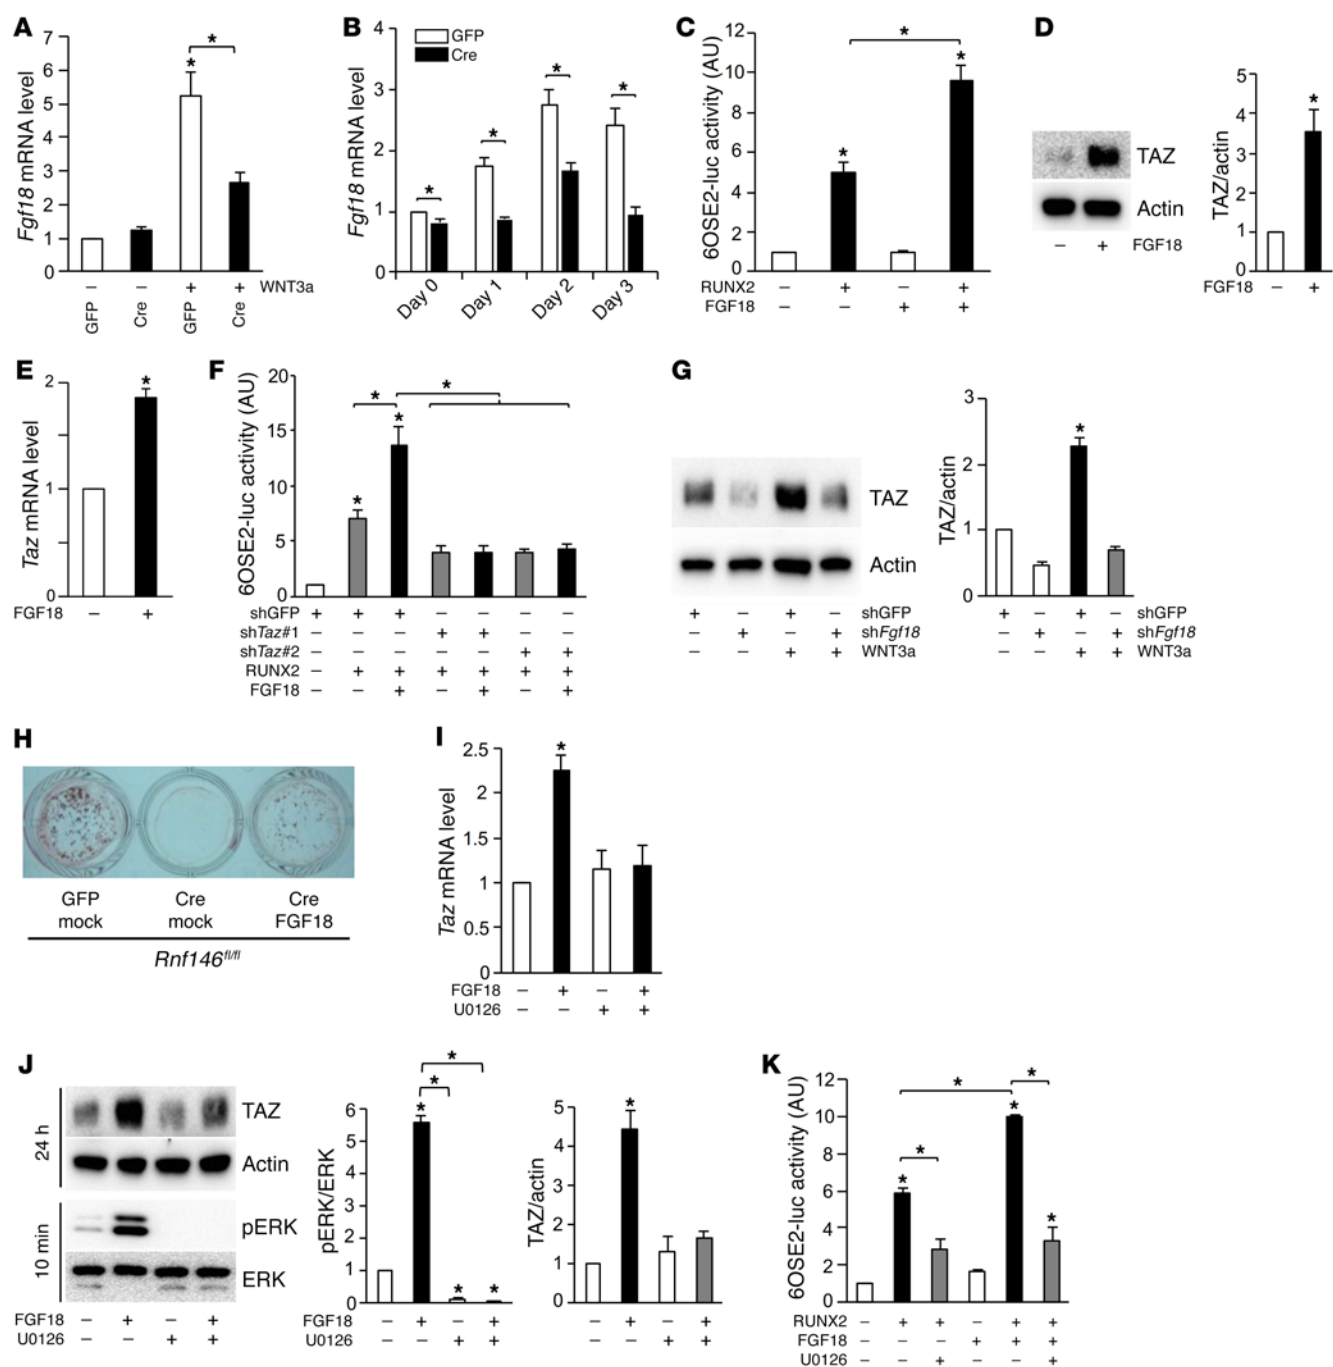 A
Fgf18 mRNA level
7
6
5
4
3
2
1
0
*
*
– – + + WNT3a
GFP Cre GFP Cre
B
Fgf18 mRNA level
4
3
2
1
0
GFP
Cre
* * * *
Day 0 Day 1 Day 2 Day 3
C
6OSE2-luc activity (AU)
12
10
8
6
4
2
0
*
* *
RUNX2 – + – +
FGF18 – – + +
D
TAZ
Actin
– + FGF18
TAZ/actin
5
4
3
2
1
0
*
FGF18 – +
E
Taz mRNA level
2
1
0
*
FGF18 – +
F
6OSE2-luc activity (AU)
20
15
10
5
0
* *
* *
shGFP + + + – – – –
shTaz#1 – – – + + – –
shTaz#2 – – – – – + +
RUNX2 – + + + + + +
FGF18 – – + – + – +
G
TAZ
Actin
+ – + – shGFP
– + – + shFgf18
– – + + WNT3a
TAZ/actin
3
2
1
0
*
+ – + – shGFP
– + – + shFgf18
– – + + WNT3a
H
GFP Cre Cre
mock mock FGF18
Rnf146fl/fl
I
Taz mRNA level
2.5
2
1.5
1
0.5
0
*
FGF18 – + – +
U0126 – – + +
J
24 h
TAZ
Actin
10 min
pERK
ERK
FGF18 – + – +
U0126 – – + +
pERK/ERK
6
5
4
3
2
1
0
*
*
* * *
FGF18 – + – +
U0126 – – + +
TAZ/actin
5
4
3
2
1
0
*
FGF18 – + – +
U0126 – – + +
K
6OSE2-luc activity (AU)
12
10
8
6
4
2
0
* *
* * * *
RUNX2 – + + – + +
FGF18 – – – + + +
U0126 – – + – – +